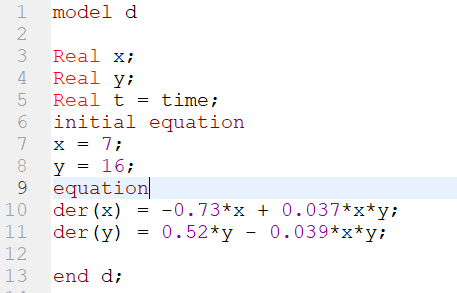 1 model d
2
3 Real x;
4 Real y;
5 Real t = time;
6 initial equation
7 x = 7;
8 y = 16;
9 equation
10 der(x) = -0.73*x + 0.037*x*y;
11 der(y) = 0.52*y - 0.039*x*y;
12
13 end d;